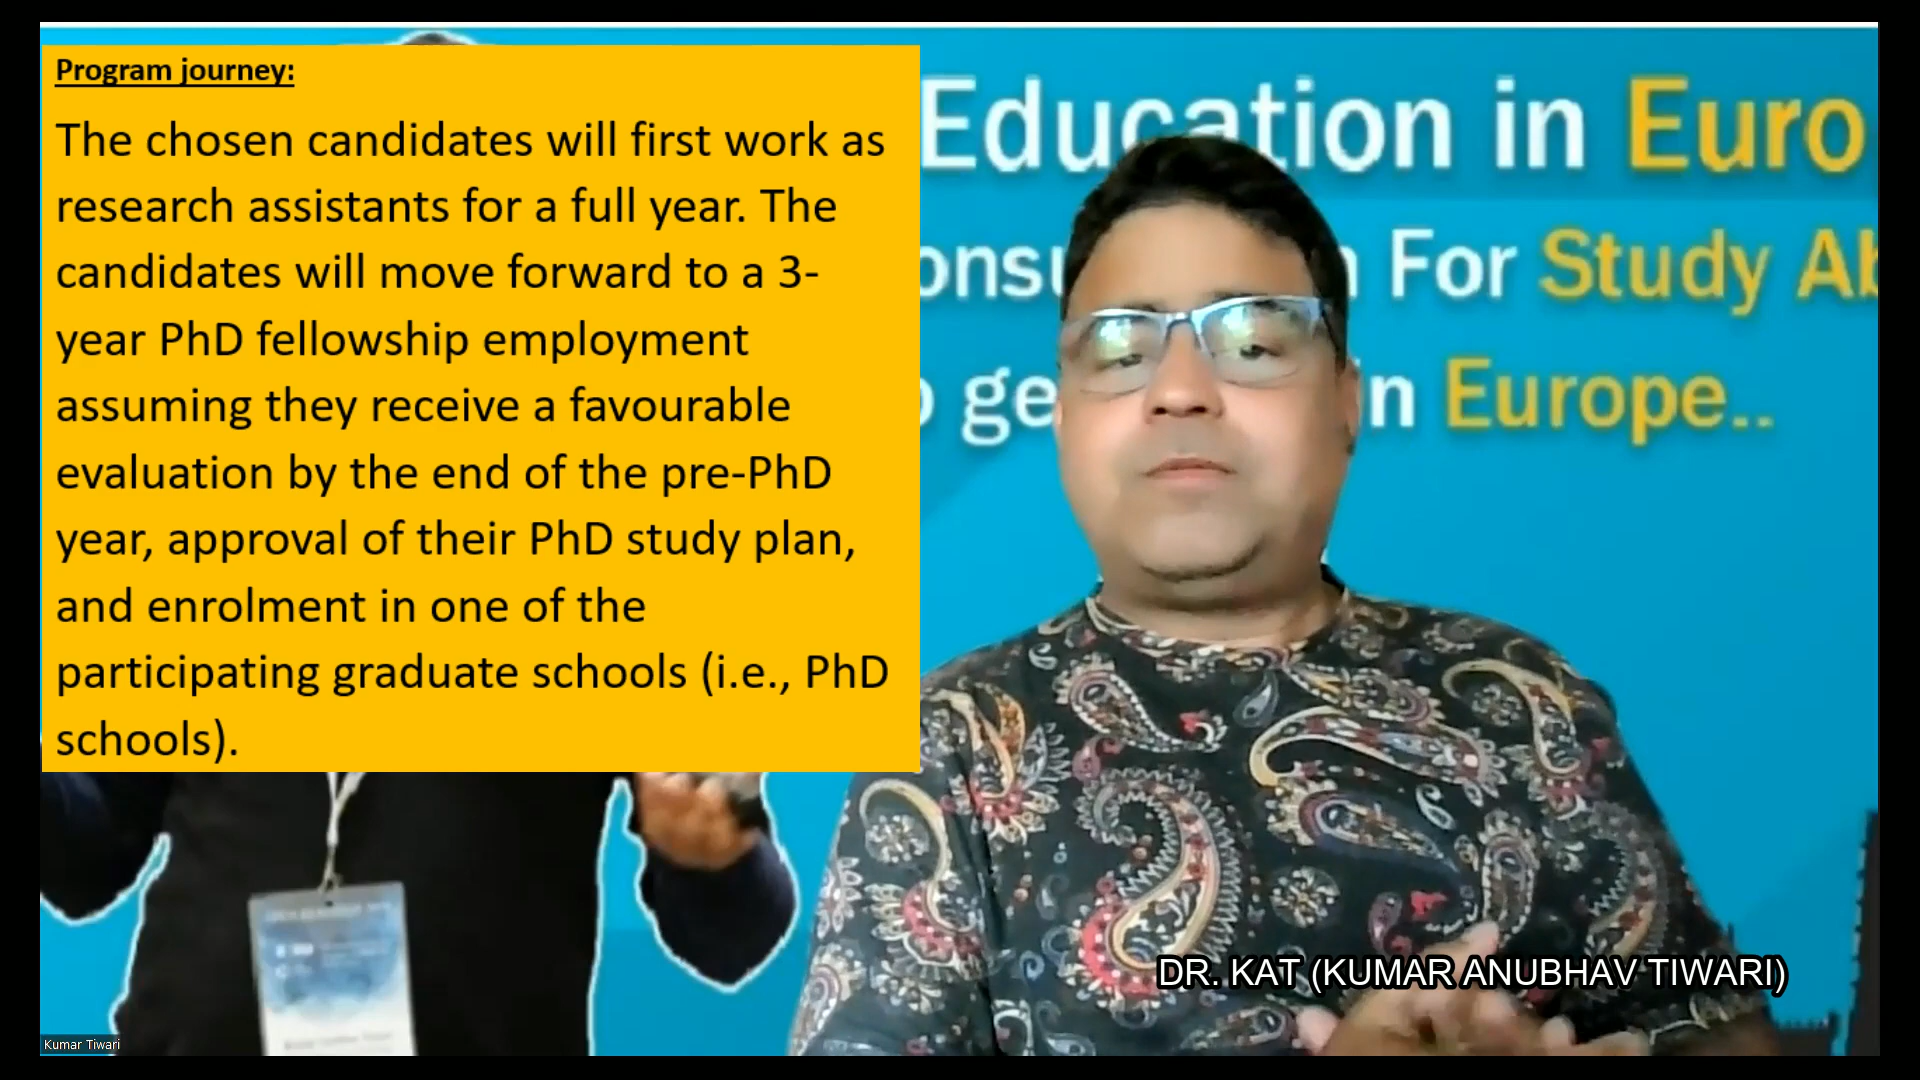 Program journey:
The chosen candidates will first work as
research assistants for a full year. The
candidates will move forward to a 3-
year PhD fellowship employment
assuming they receive a favourable
evaluation by the end of the pre-PhD
year, approval of their PhD study plan,
and enrolment in one of the
participating graduate schools (i.e., PhD
schools).
Education in Euro
For Study Ab
in Europe..
DR. KAT (KUMAR ANUBHAV TIWARI)
Kumar Tiwari